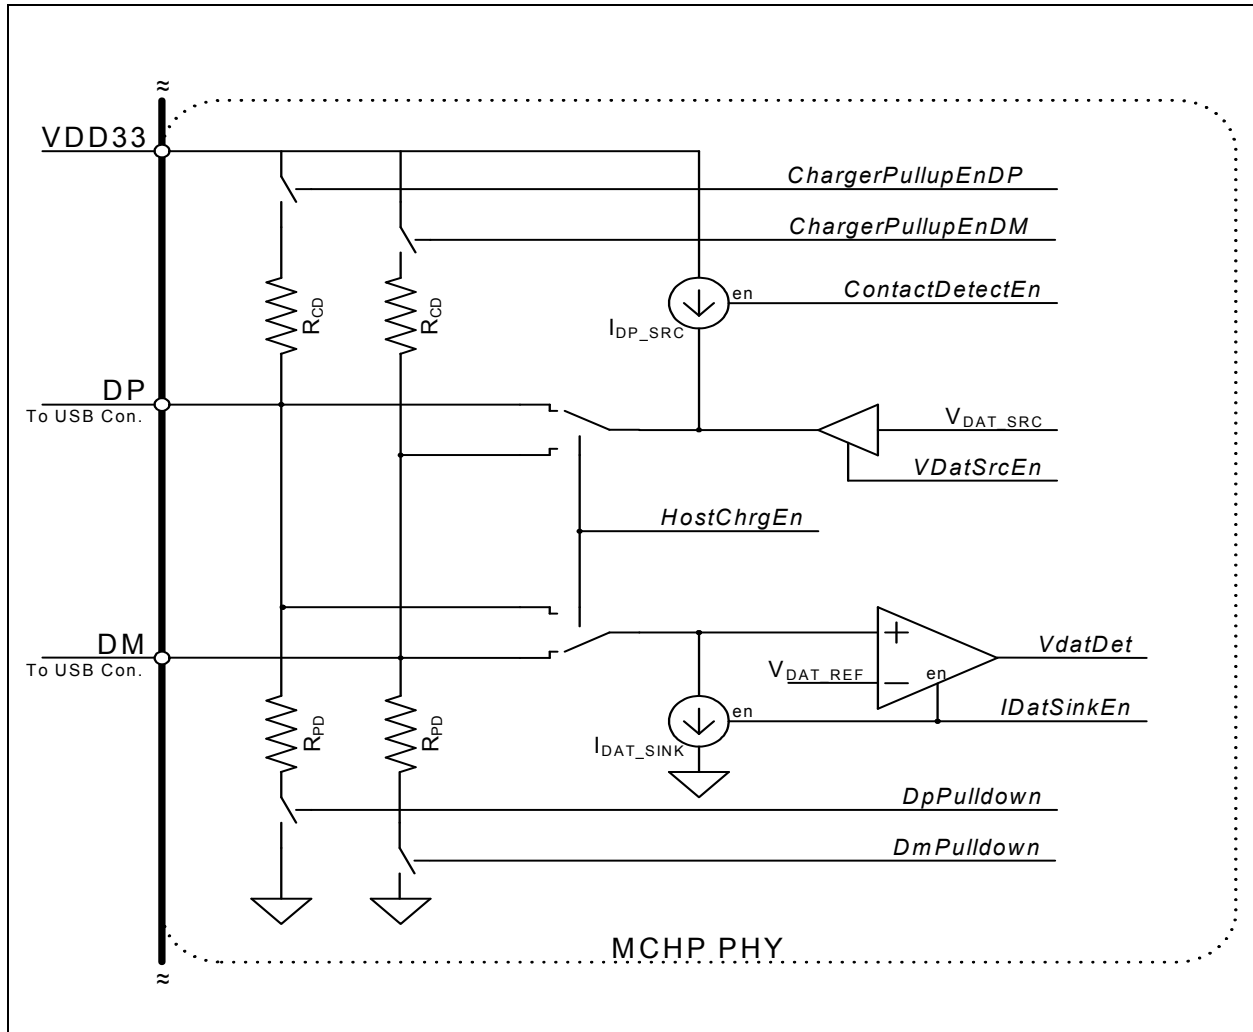 ≈
VDD33
ChargerPullupEnDP
ChargerPullupEnDM
en
ContactDetectEn
RCD
RCD
IDP_SRC
DP
To USB Con.
VDAT_SRC
VDatSrcEn
HostChrgEn
DM
To USB Con.
+
VdatDet
VDAT_REF
−
en
en
IDatSinkEn
RPD
RPD
IDAT_SINK
DpPulldown
DmPulldown
MCHP PHY
≈